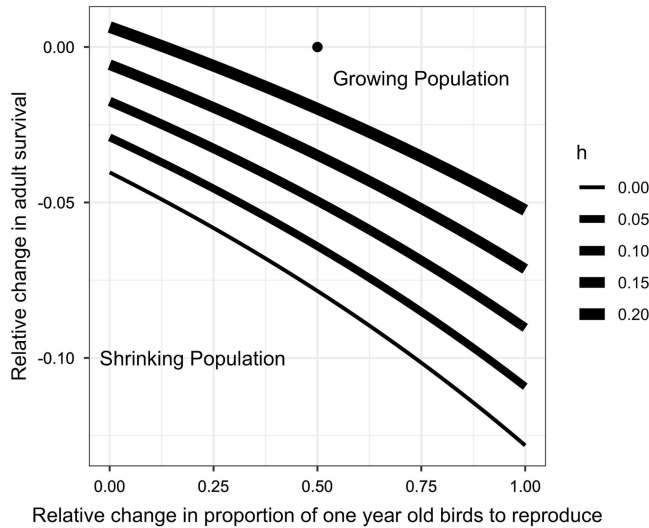 0.00
-0.05
-0.10
Relative change in adult survival
Growing Population
Shrinking Population
0.00 0.25 0.50 0.75 1.00
Relative change in proportion of one year old birds to reproduce
h
0.00
0.05
0.10
0.15
0.20